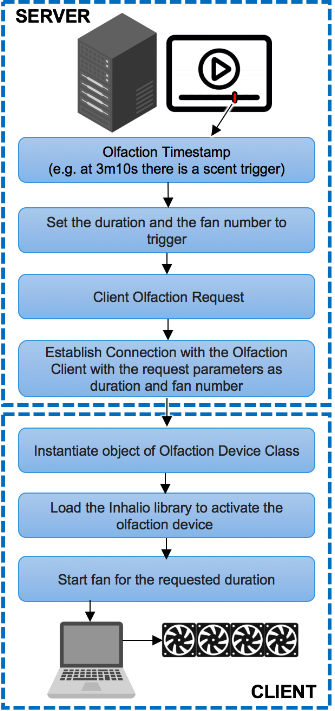 SERVER
Olfaction Timestamp
(e.g. at 3m10s there is a scent trigger)
Set the duration and the fan number to
trigger
Client Olfaction Request
Establish Connection with the Olfaction
Client with the request parameters as
duration and fan number
Instantiate object of Olfaction Device Class
Load the Inhalio library to activate the
olfaction device
Start fan for the requested duration
CLIENT